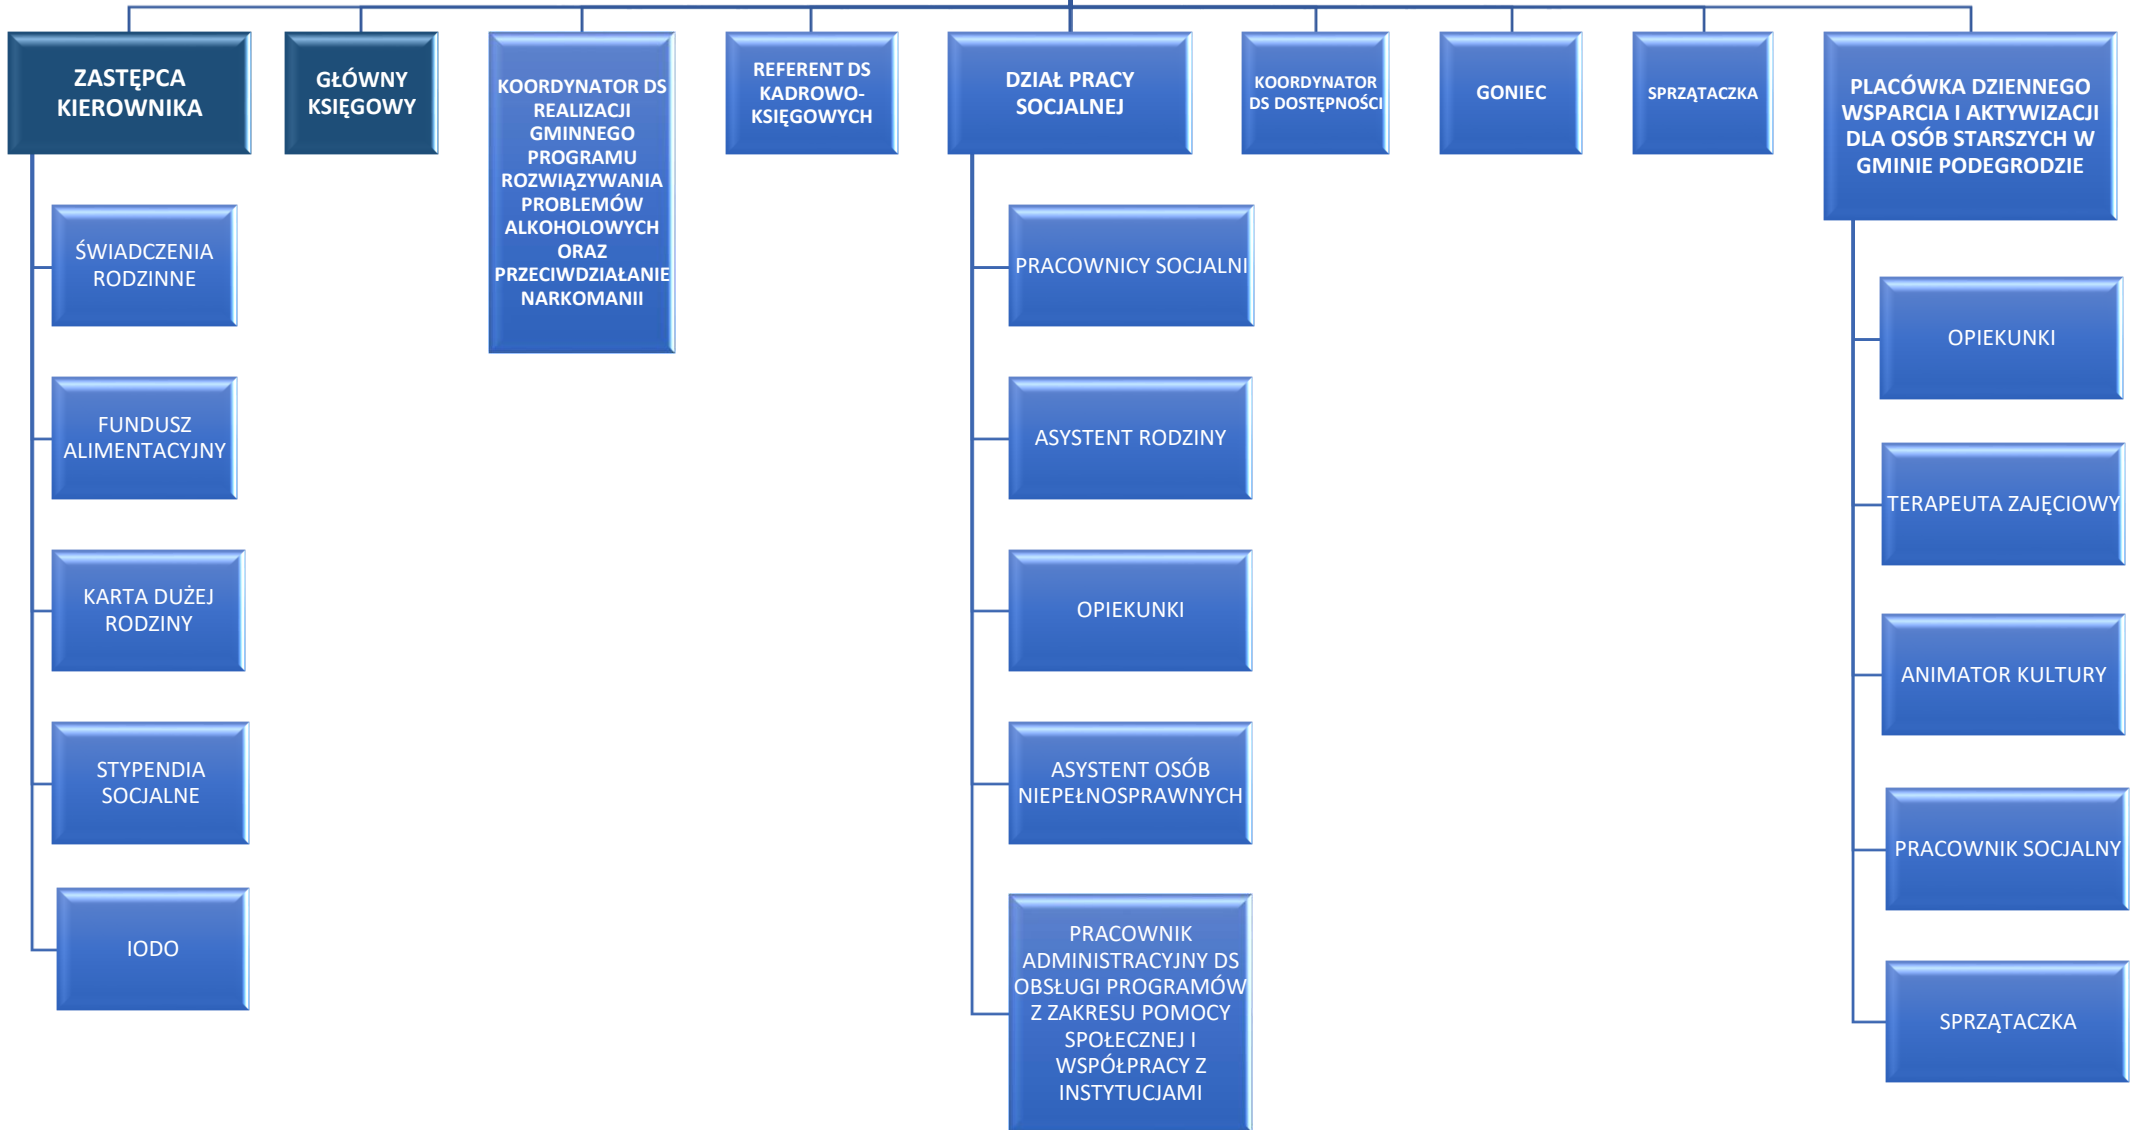 ZASTĘPCA
KIEROWNIKA
GŁÓWNY
KSIĘGOWY
KOORDYNATOR DS
REALIZACJI
GMINNEGO
PROGRAMU
ROZWIĄZYWANIA
PROBLEMÓW
ALKOHOLOWYCH
ORAZ
PRZECIWDZIAŁANIE
NARKOMANII
REFERENT DS
KADROWO-
KSIĘGOWYCH
DZIAŁ PRACY
SOCJALNEJ
KOORDYNATOR
DS DOSTĘPNOŚCI
GONIEC
SPRZĄTACZKA
PLACÓWKA DZIENNEGO
WSPARCIA I AKTYWIZACJI
DLA OSÓB STARSZYCH W
GMINIE PODEGRODZIE
ŚWIADCZENIA
RODZINNE
FUNDUSZ
ALIMENTACYJNY
KARTA DUŻEJ
RODZINY
STYPENDIA
SOCJALNE
IODO
PRACOWNICY SOCJALNI
ASYSTENT RODZINY
OPIEKUNKI
ASYSTENT OSÓB
NIEPEŁNOSPRAWNYCH
PRACOWNIK
ADMINISTRACYJNY DS
OBSŁUGI PROGRAMÓW
Z ZAKRESU POMOCY
SPOŁECZNEJ I
WSPÓŁPRACY Z
INSTYTUCJAMI
OPIEKUNKI
TERAPEUTA ZAJĘCIOWY
ANIMATOR KULTURY
PRACOWNIK SOCJALNY
SPRZĄTACZKA